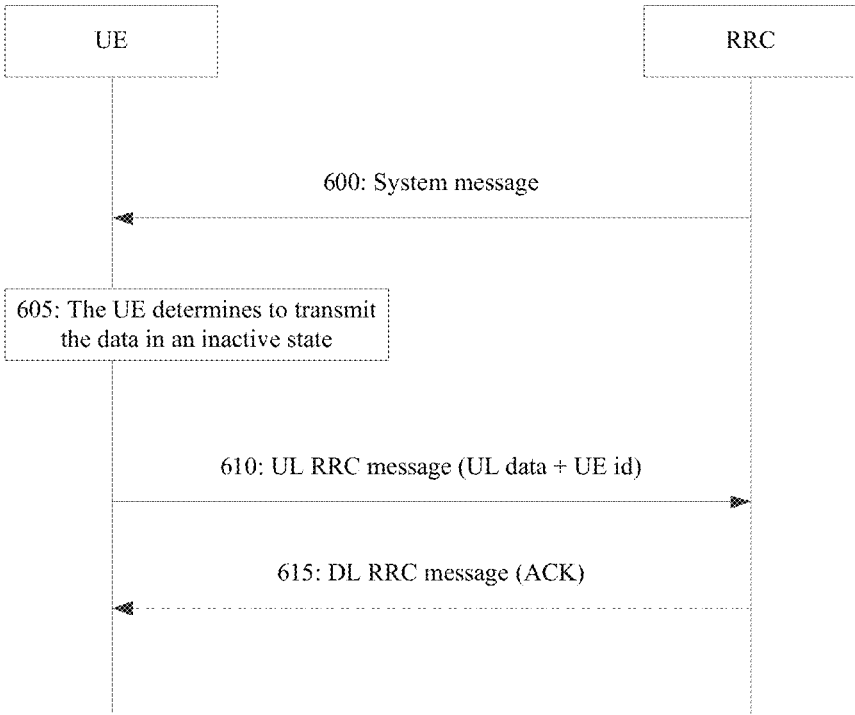 UE
RRC
600: System message
605: The UE determines to transmit
the data in an inactive state
610: UL RRC message (UL data + UE id)
615: DL RRC message (ACK)